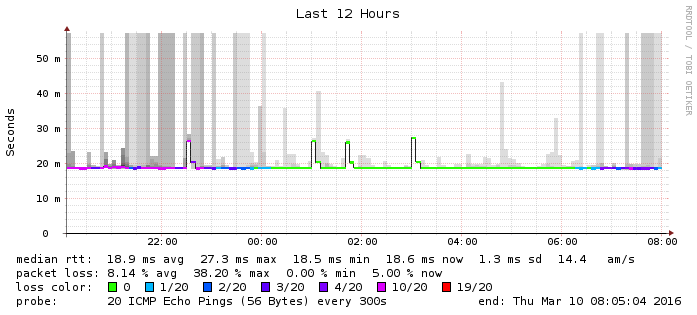 Last 12 Hours
RRDTOOL / TOBI OETIKER
Seconds
50 m
40 m
30 m
20 m
10 m
0
22:00 00:00 02:00 04:00 06:00 08:00
median rtt: 18.9 ms avg 27.3 ms max 18.5 ms min 18.6 ms now 1.3 ms sd 14.4 am/s
packet loss: 8.14 % avg 38.20 % max 0.00 % min 5.00 % now
loss color: 0 1/20 2/20 3/20 4/20 10/20 19/20
probe: 20 ICMP Echo Pings (56 Bytes) every 300s end: Thu Mar 10 08:05:04 2016